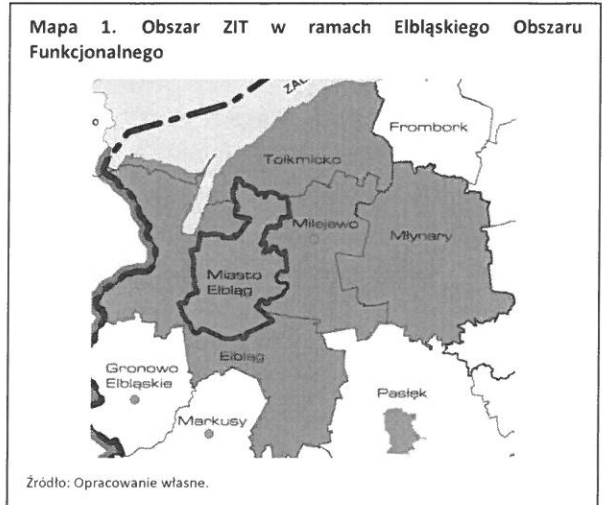 Mapa 1. Obszar ZIT w ramach Elbląskiego Obszaru
Funkcjonalnego
ZAL
Frombork
Tolkmicko
Milejewo
Młynary
Miasto
Elbląg
Elbląg
Gronowo
Elbląskie
Pasłęk
Markusy
Źródło: Opracowanie własne.